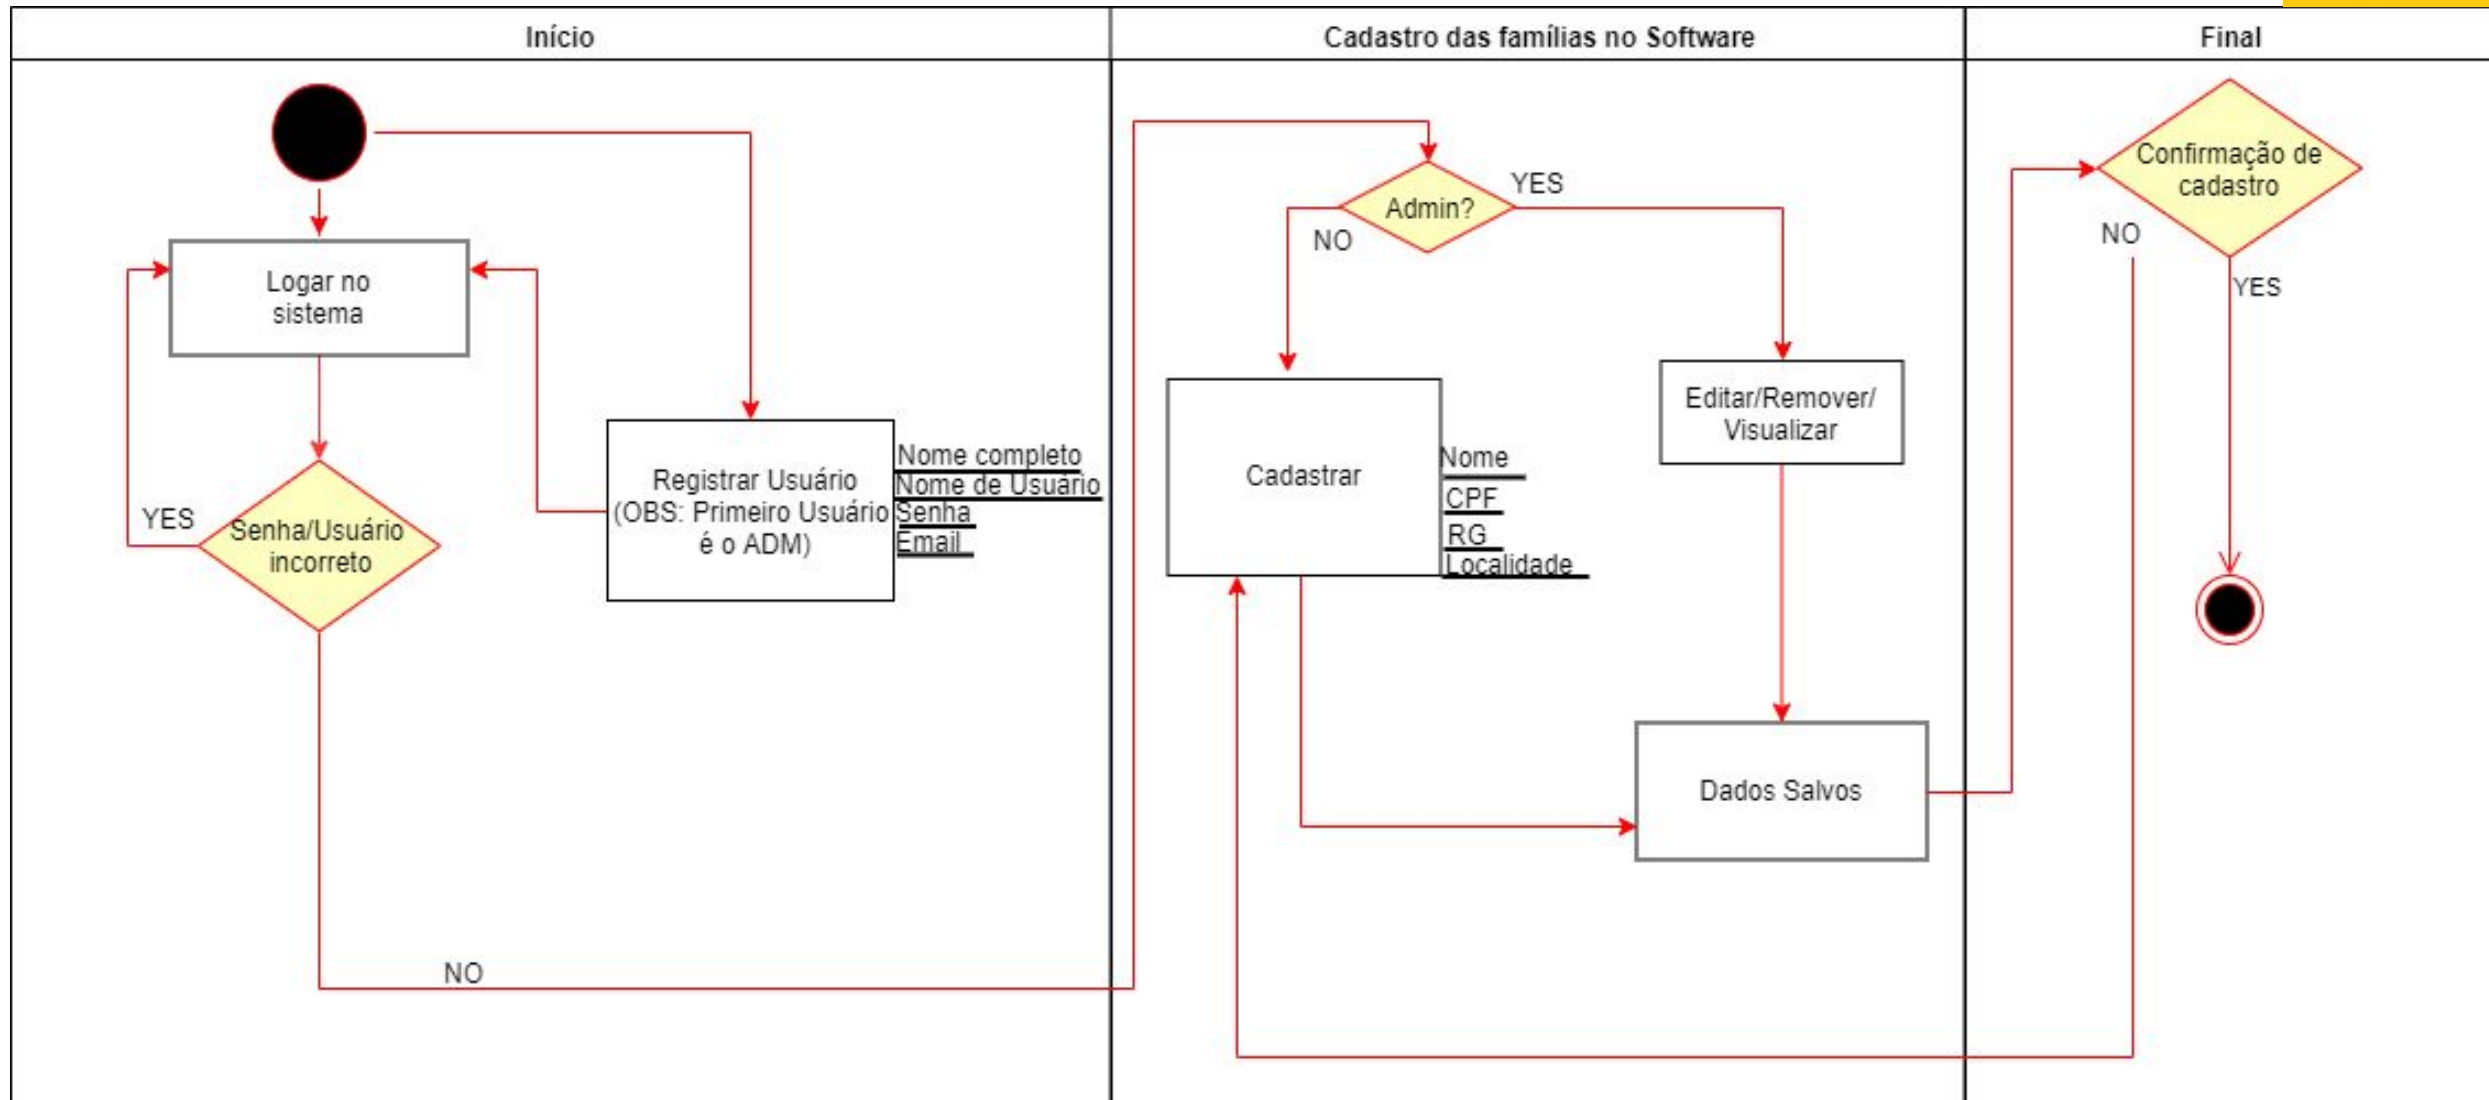 Início
Cadastro das famílias no Software
Final
Logar no
sistema
YES
Senha/Usuário
incorreto
NO
Registrar Usuário
(OBS: Primeiro Usuário
é o ADM)
Nome completo
Nome de Usuário
Senha
Email
Admin?
YES
NO
Cadastrar
Nome
CPF
RG
Localidade
Editar/Remover/
Visualizar
Dados Salvos
Confirmação de
cadastro
NO
YES